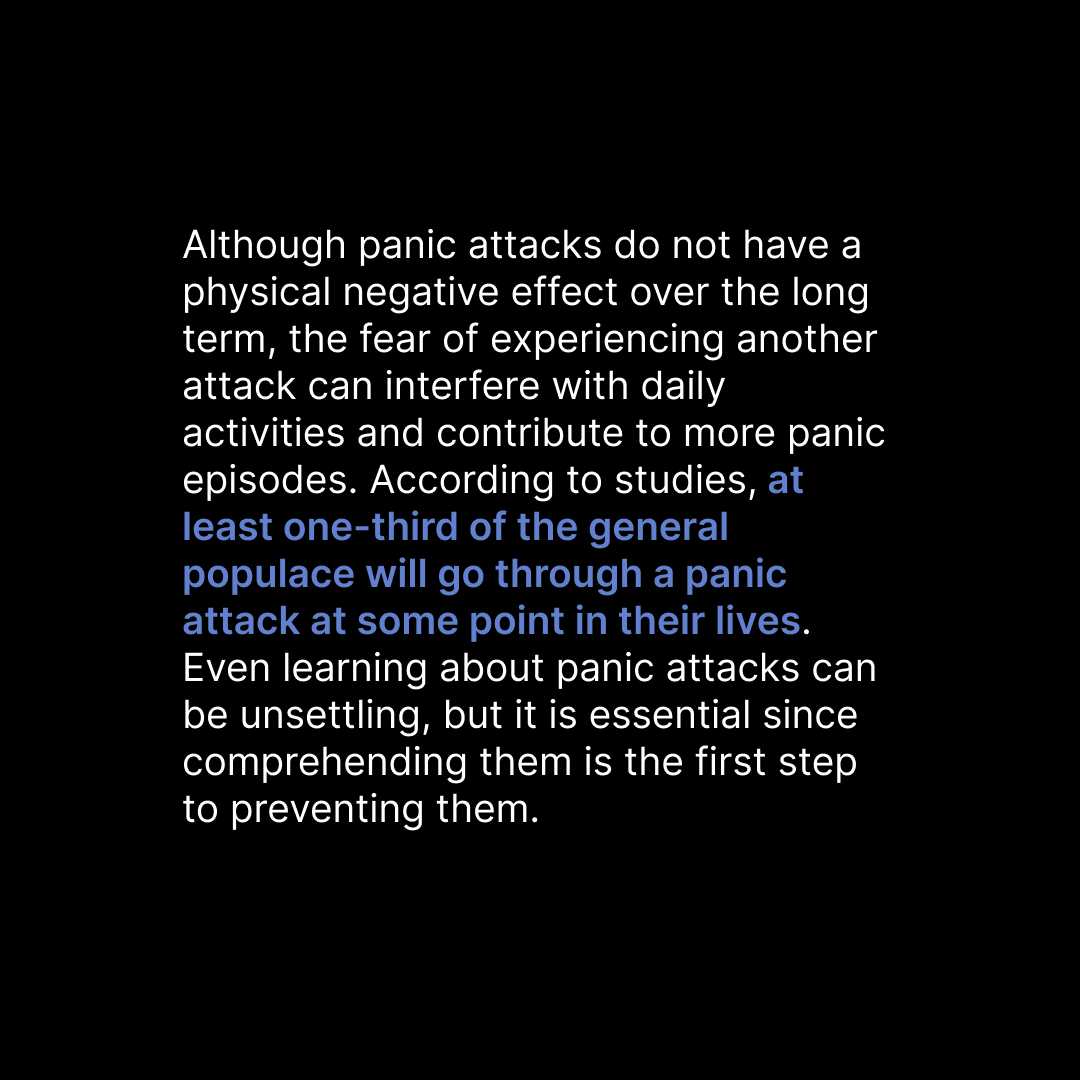 Although panic attacks do not have a
physical negative effect over the long
term, the fear of experiencing another
attack can interfere with daily
activities and contribute to more panic
episodes. According to studies, at
least one-third of the general
populace will go through a panic
attack at some point in their lives.
Even learning about panic attacks can
be unsettling, but it is essential since
comprehending them is the first step
to preventing them.